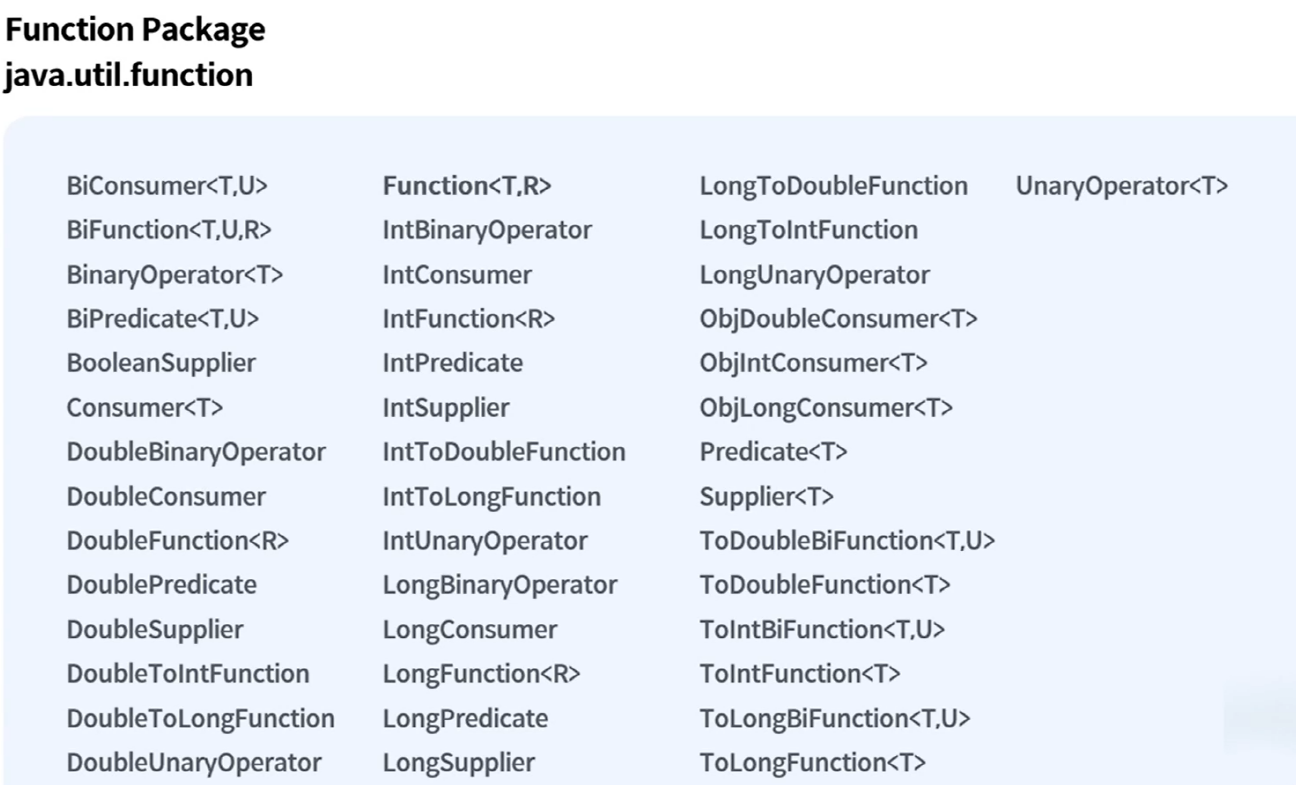 Function Package
java.util.function
BiConsumer<T,U>
BiFunction<T,U,R>
BinaryOperator<T>
BiPredicate<T,U>
BooleanSupplier
Consumer<T>
DoubleBinaryOperator
DoubleConsumer
DoubleFunction<R>
DoublePredicate
DoubleSupplier
DoubleToIntFunction
DoubleToLongFunction
DoubleUnaryOperator
Function<T,R>
IntBinaryOperator
IntConsumer
IntFunction<R>
IntPredicate
IntSupplier
IntToDoubleFunction
IntToLongFunction
IntUnaryOperator
LongBinaryOperator
LongConsumer
LongFunction<R>
LongPredicate
LongSupplier
LongToDoubleFunction
LongToIntFunction
LongUnaryOperator
ObjDoubleConsumer<T>
ObjIntConsumer<T>
ObjLongConsumer<T>
Predicate<T>
Supplier<T>
ToDoubleBiFunction<T,U>
ToDoubleFunction<T>
ToIntBiFunction<T,U>
ToIntFunction<T>
ToLongBiFunction<T,U>
ToLongFunction<T>
UnaryOperator<T>